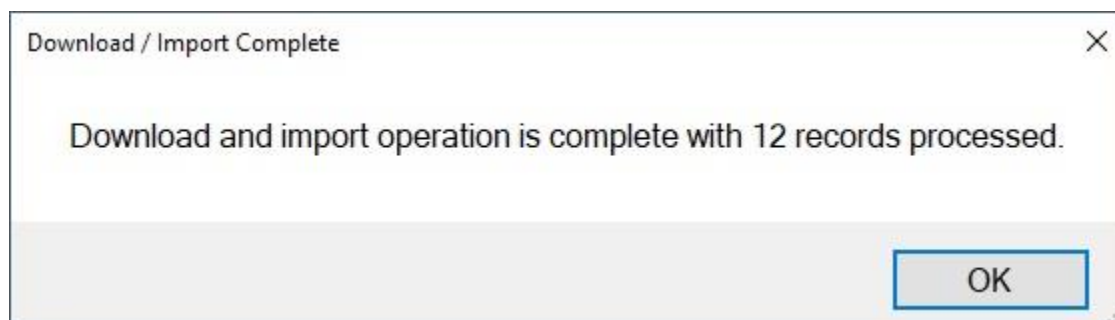 Download / Import Complete
Download and import operation is complete with 12 records processed.
OK